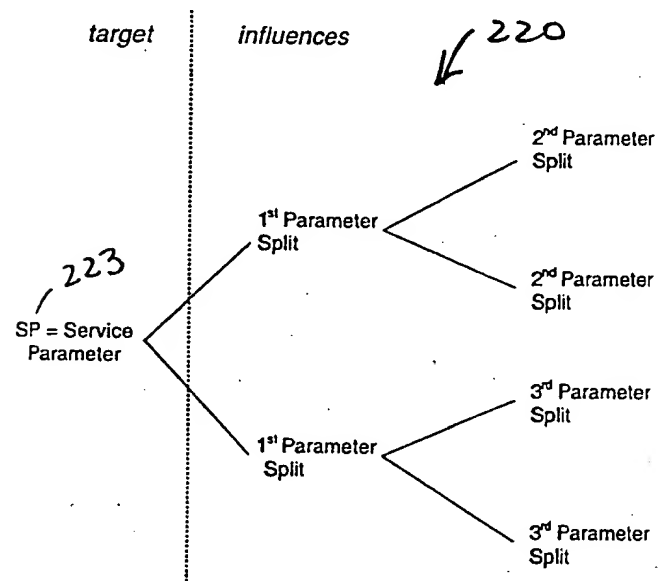 target influences 220
2nd Parameter
Split
1st Parameter
Split
2nd Parameter
Split
223
SP = Service
Parameter
3rd Parameter
Split
1st Parameter
Split
3rd Parameter
Split